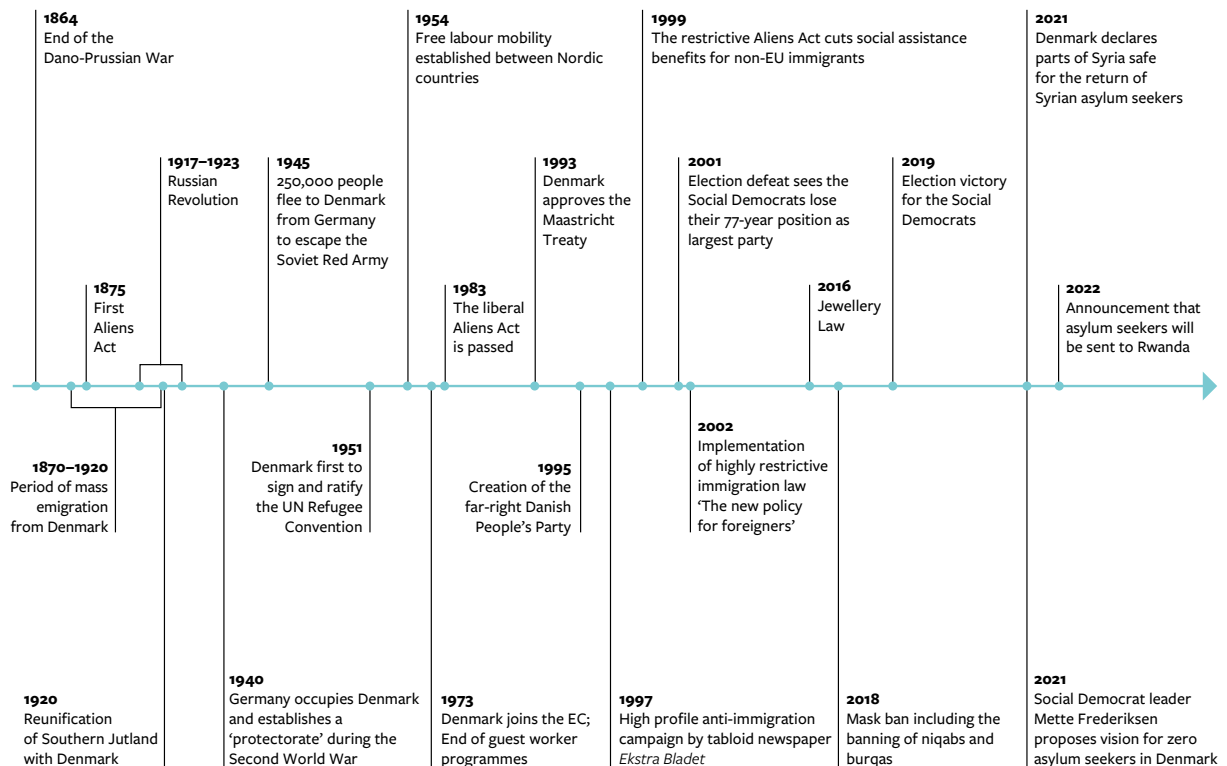 1864
End of the
Dano-Prussian War
1954
Free labour mobility
established between Nordic
countries
1999
The restrictive Aliens Act cuts social assistance
benefits for non-EU immigrants
2021
Denmark declares
parts of Syria safe
for the return of
Syrian asylum seekers
1917–1923
Russian
Revolution
1945
250,000 people
flee to Denmark
from Germany
to escape the
Soviet Red Army
1993
Denmark
approves the
Maastricht
Treaty
2001
Election defeat sees the
Social Democrats lose
their 77-year position as
largest party
2019
Election victory
for the Social
Democrats
1875
First
Aliens
Act
1983
The liberal
Aliens Act
is passed
2016
Jewellery
Law
2022
Announcement that
asylum seekers will
be sent to Rwanda
1870–1920
Period of mass
emigration
from Denmark
1951
Denmark first to
sign and ratify
the UN Refugee
Convention
1995
Creation of the
far-right Danish
People’s Party
2002
Implementation
of highly restrictive
immigration law
‘The new policy
for foreigners’
1920
Reunification
of Southern Jutland
with Denmark
1940
Germany occupies Denmark
and establishes a
‘protectorate’ during the
Second World War
1973
Denmark joins the EC;
End of guest worker
programmes
1997
High profile anti-immigration
campaign by tabloid newspaper
Ekstra Bladet
2018
Mask ban including the
banning of niqabs and
burqas
2021
Social Democrat leader
Mette Frederiksen
proposes vision for zero
asylum seekers in Denmark